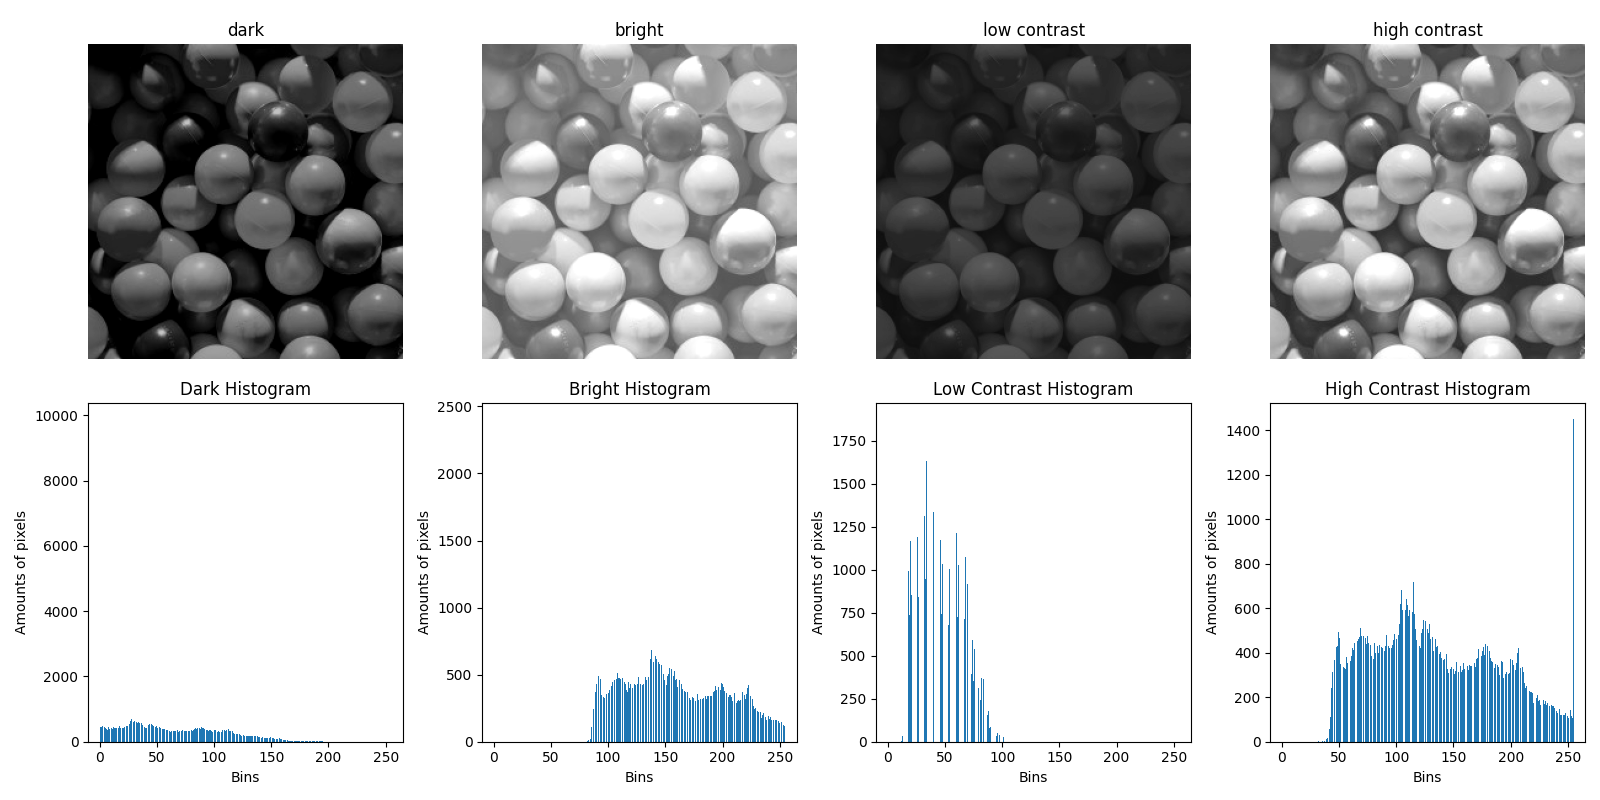 dark
bright
low contrast
high contrast
Dark Histogram
10000
8000
6000
4000
2000
0
Amounts of pixels
0 50 100 150 200 250
Bins
Bright Histogram
2500
2000
1500
1000
500
0
Amounts of pixels
0 50 100 150 200 250
Bins
Low Contrast Histogram
1750
1500
1250
1000
750
500
250
0
Amounts of pixels
0 50 100 150 200 250
Bins
High Contrast Histogram
1400
1200
1000
800
600
400
200
0
Amounts of pixels
0 50 100 150 200 250
Bins